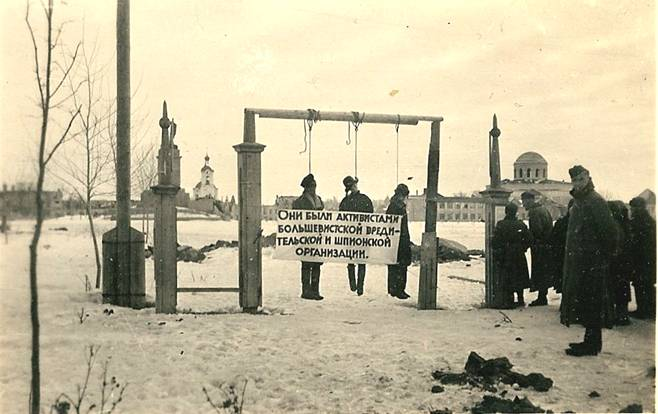 Они были активистами
большевистской вреди-
тельской и шпионской
организации.